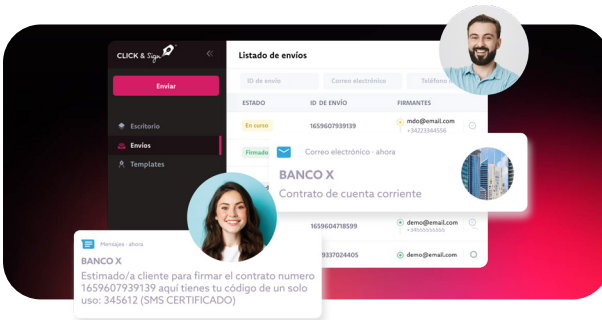 CLICK & Sign
Listado de envíos
Enviar
ID de envío
Correo electrónico
Teléfono
ESTADO
ID DE ENVÍO
FIRMANTES
Escritorio
Envíos
Templates
En curso
1659607939139
mdo@email.com
+34223344556
Firmado
Correo electrónico - ahora
BANCO X
Contrato de cuenta corriente
1659604718599
demo@email.com
9337024405
demo@email.com
Mensajes - ahora
BANCO X
Estimado/a cliente para firmar el contrato numero
1659607939139 aquí tienes tu código de un solo
uso: 345612 (SMS CERTIFICADO)